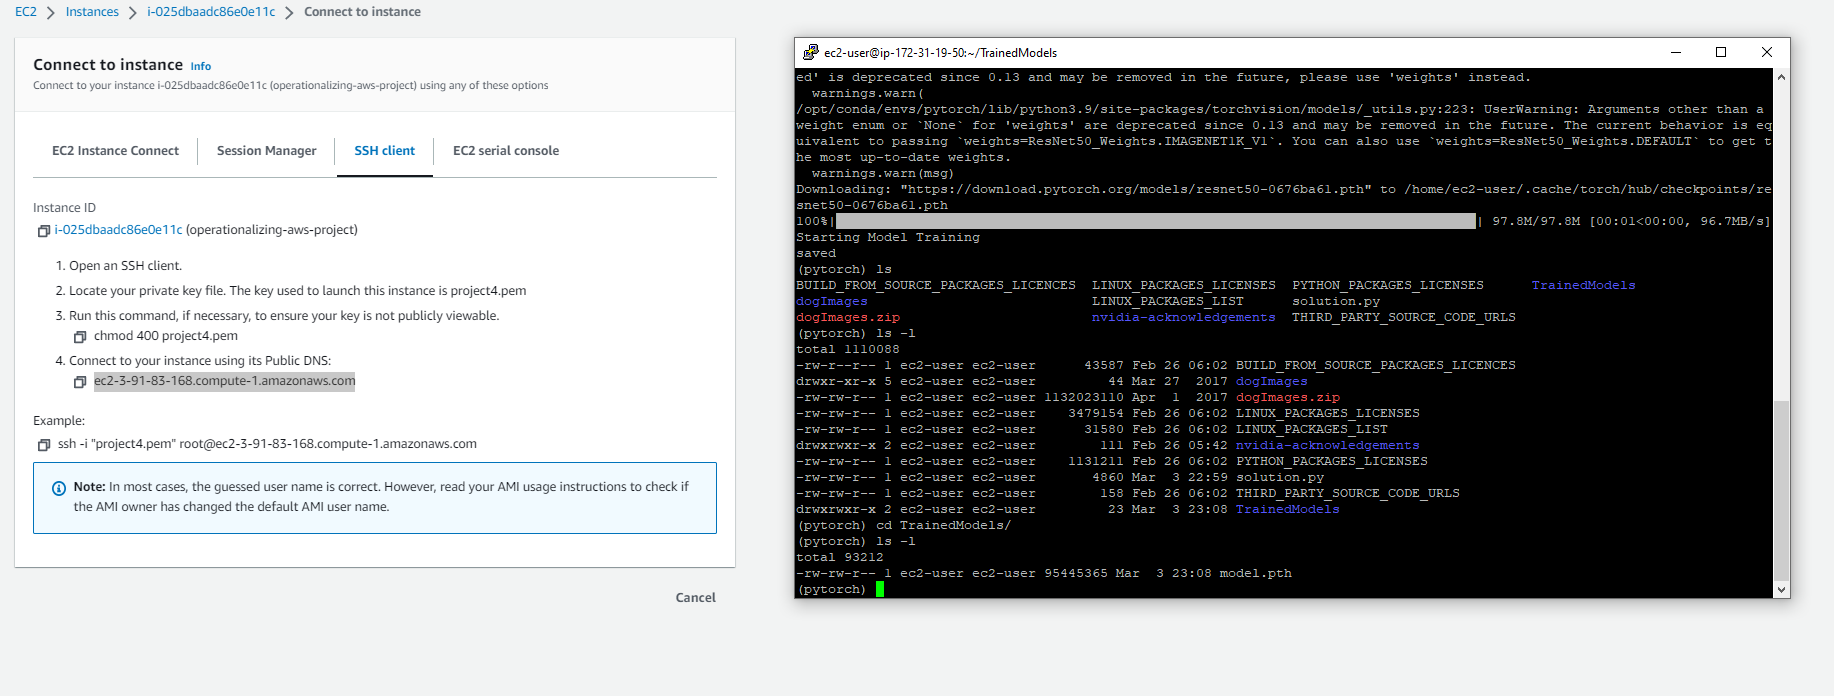 EC2 > Instances > i-025dbaadc86e0e11c > Connect to instance
Connect to instance Info
Connect to your instance i-025dbaadc86e0e11c (operationalizing-aws-project) using any of these options
EC2 Instance Connect
Session Manager
SSH client
EC2 serial console
Instance ID
i-025dbaadc86e0e11c (operationalizing-aws-project)
1. Open an SSH client.
2. Locate your private key file. The key used to launch this instance is project4.pem
3. Run this command, if necessary, to ensure your key is not publicly viewable.
chmod 400 project4.pem
4. Connect to your instance using its Public DNS:
ec2-3-91-83-168.compute-1.amazonaws.com
Example:
ssh -i "project4.pem" root@ec2-3-91-83-168.compute-1.amazonaws.com
Note: In most cases, the guessed user name is correct. However, read your AMI usage instructions to check if
the AMI owner has changed the default AMI user name.
Cancel
ec2-user@ip-172-31-19-50:~/TrainedModels
ed' is deprecated since 0.13 and may be removed in the future, please use 'weights' instead.
warnings.warn(
/opt/conda/envs/pytorch/lib/python3.9/site-packages/torchvision/models/_utils.py:223: UserWarning: Arguments other than a
weight enum or `None` for 'weights' are deprecated since 0.13 and may be removed in the future. The current behavior is eq
uivalent to passing `weights=ResNet50_Weights.IMAGENET1K_V1`. You can also use `weights=ResNet50_Weights.DEFAULT` to get t
he most up-to-date weights.
warnings.warn(msg)
Downloading: "https://download.pytorch.org/models/resnet50-0676ba61.pth" to /home/ec2-user/.cache/torch/hub/checkpoints/re
snet50-0676ba61.pth
100%| | 97.8M/97.8M [00:01<00:00, 96.7MB/s]
Starting Model Training
saved
(pytorch) ls
BUILD_FROM_SOURCE_PACKAGES_LICENCES LINUX_PACKAGES_LICENSES PYTHON_PACKAGES_LICENSES TrainedModels
dogImages LINUX_PACKAGES_LIST solution.py
dogImages.zip nvidia-acknowledgements THIRD_PARTY_SOURCE_CODE_URLS
(pytorch) ls -l
total 1110088
-rw-r--r-- 1 ec2-user ec2-user 43587 Feb 26 06:02 BUILD_FROM_SOURCE_PACKAGES_LICENCES
drwxr-xr-x 5 ec2-user ec2-user 44 Mar 27 2017 dogImages
-rw-rw-r-- 1 ec2-user ec2-user 1132023110 Apr 1 2017 dogImages.zip
-rw-rw-r-- 1 ec2-user ec2-user 3479154 Feb 26 06:02 LINUX_PACKAGES_LICENSES
-rw-rw-r-- 1 ec2-user ec2-user 31580 Feb 26 06:02 LINUX_PACKAGES_LIST
drwxrwxr-x 2 ec2-user ec2-user 111 Feb 26 05:42 nvidia-acknowledgements
-rw-rw-r-- 1 ec2-user ec2-user 1131211 Feb 26 06:02 PYTHON_PACKAGES_LICENSES
-rw-rw-r-- 1 ec2-user ec2-user 4860 Mar 3 22:59 solution.py
-rw-rw-r-- 1 ec2-user ec2-user 158 Feb 26 06:02 THIRD_PARTY_SOURCE_CODE_URLS
drwxrwxr-x 2 ec2-user ec2-user 23 Mar 3 23:08 TrainedModels
(pytorch) cd TrainedModels/
(pytorch) ls -l
total 93212
-rw-rw-r-- 1 ec2-user ec2-user 95445365 Mar 3 23:08 model.pth
(pytorch)